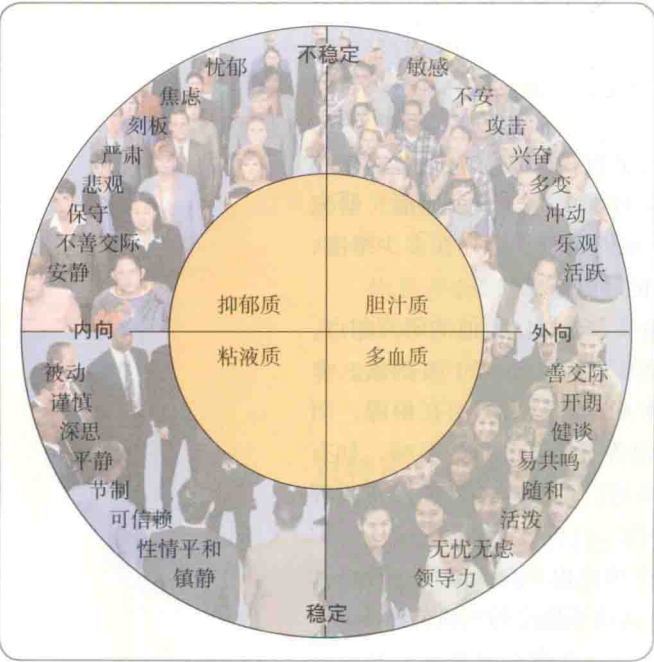 不稳定
忧郁
焦虑
刻板
严肃
悲观
保守
不善交际
安静
敏感
不安
攻击
兴奋
多变
冲动
乐观
活跃
抑郁质
胆汁质
内向
外向
粘液质
多血质
被动
谨慎
深思
平静
节制
可信赖
性情平和
镇静
善交际
开朗
健谈
易共鸣
随和
活泼
无忧无虑
领导力
稳定